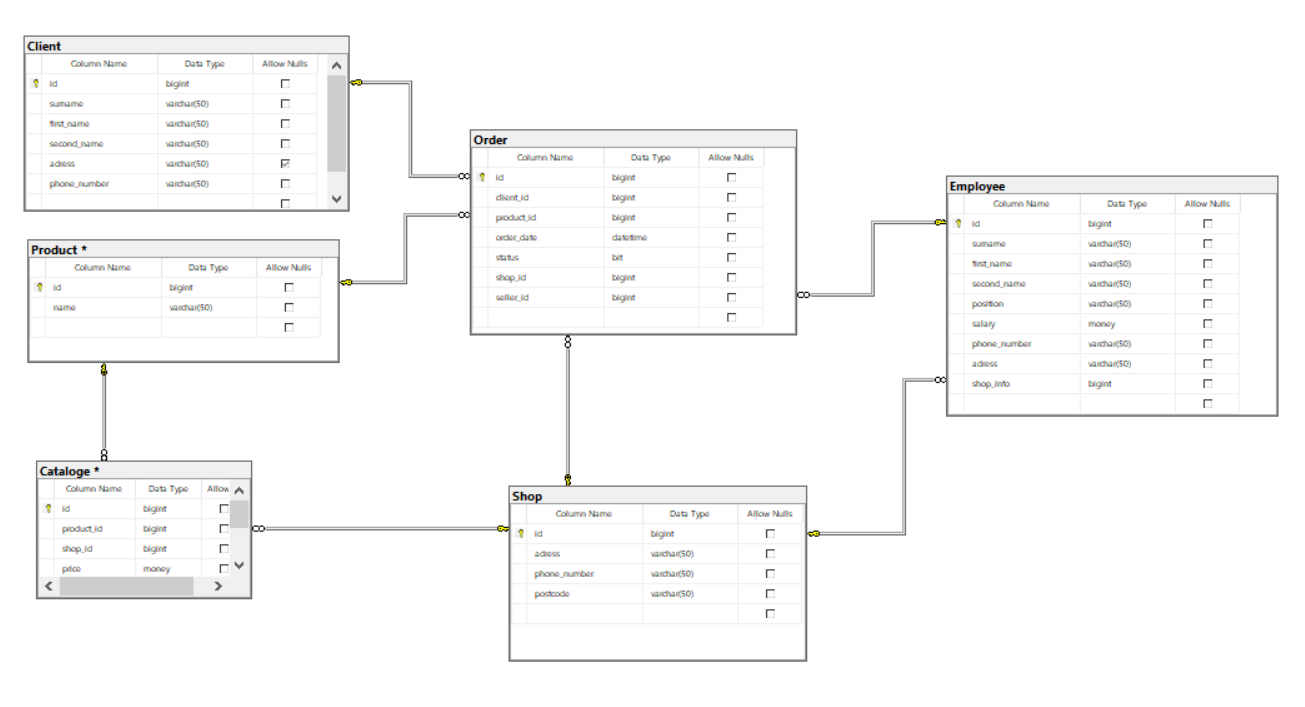 Client
Column Name Data Type Allow Nulls
id bigint
surname varchar(50)
first_name varchar(50)
second_name varchar(50)
adress varchar(50)
phone_number varchar(50)
Product *
Column Name Data Type Allow Nulls
id bigint
name varchar(50)
Cataloge *
Column Name Data Type Allow
id bigint
product_id bigint
shop_id bigint
price money
Order
Column Name Data Type Allow Nulls
id bigint
client_id bigint
product_id bigint
order_date datetime
status bit
shop_id bigint
seller_id bigint
Shop
Column Name Data Type Allow Nulls
id bigint
adress varchar(50)
phone_number varchar(50)
postcode varchar(50)
Employee
Column Name Data Type Allow Nulls
id bigint
surname varchar(50)
first_name varchar(50)
second_name varchar(50)
position varchar(50)
salary money
phone_number varchar(50)
adress varchar(50)
shop_info bigint